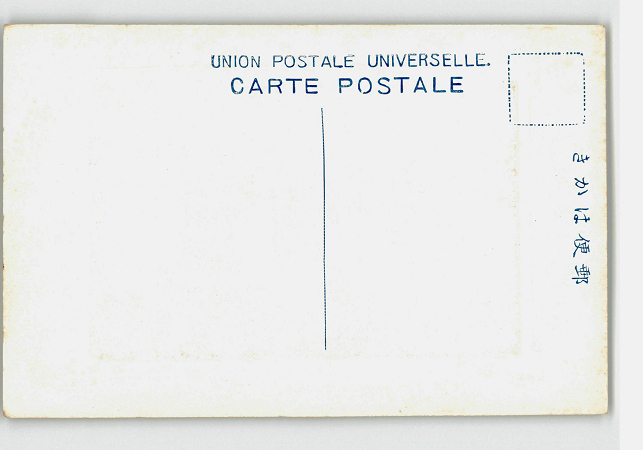 UNION POSTALE UNIVERSELLE.
CARTE POSTALE
郵便はかき